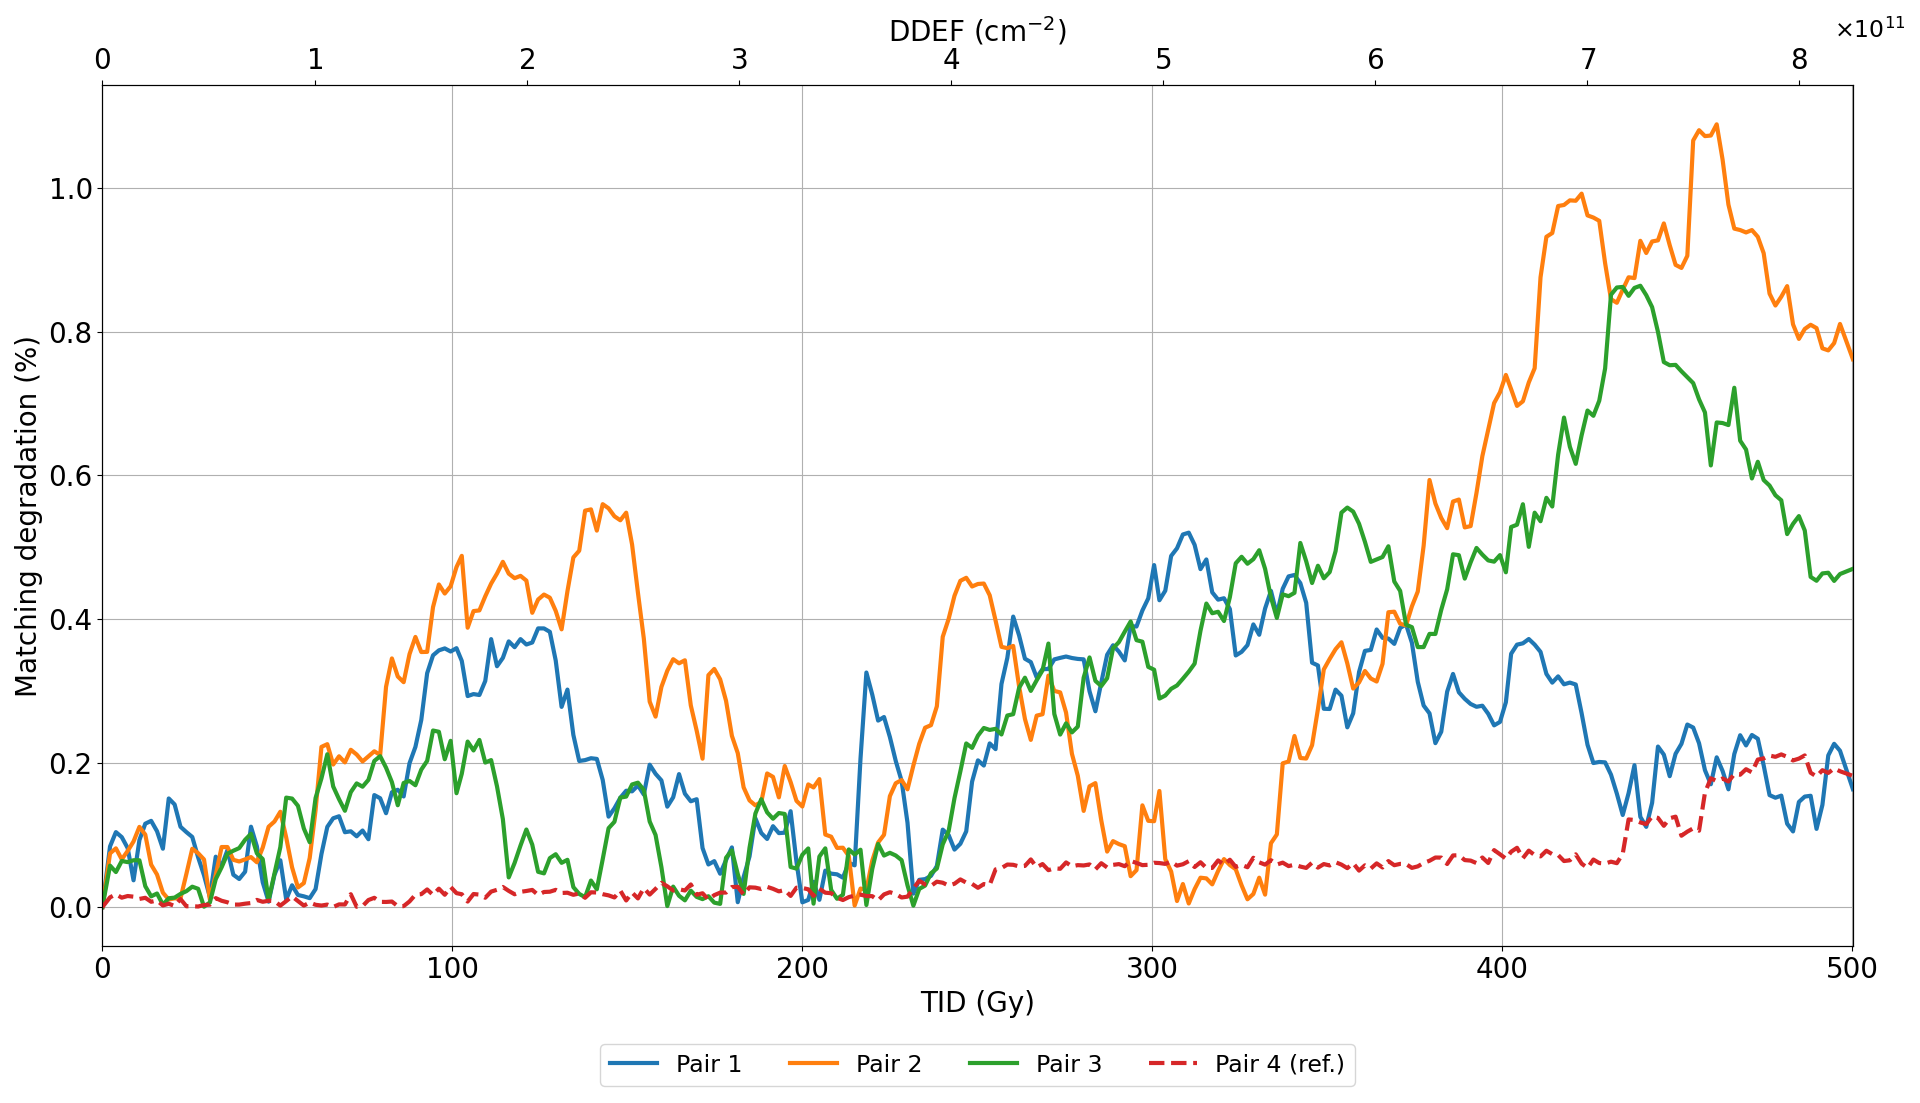 DDEF (cm⁻²)
×10¹¹
0 1 2 3 4 5 6 7 8
Matching degradation (%)
1.0
0.8
0.6
0.4
0.2
0.0
0 100 200 300 400 500
TID (Gy)
Pair 1 Pair 2 Pair 3 Pair 4 (ref.)